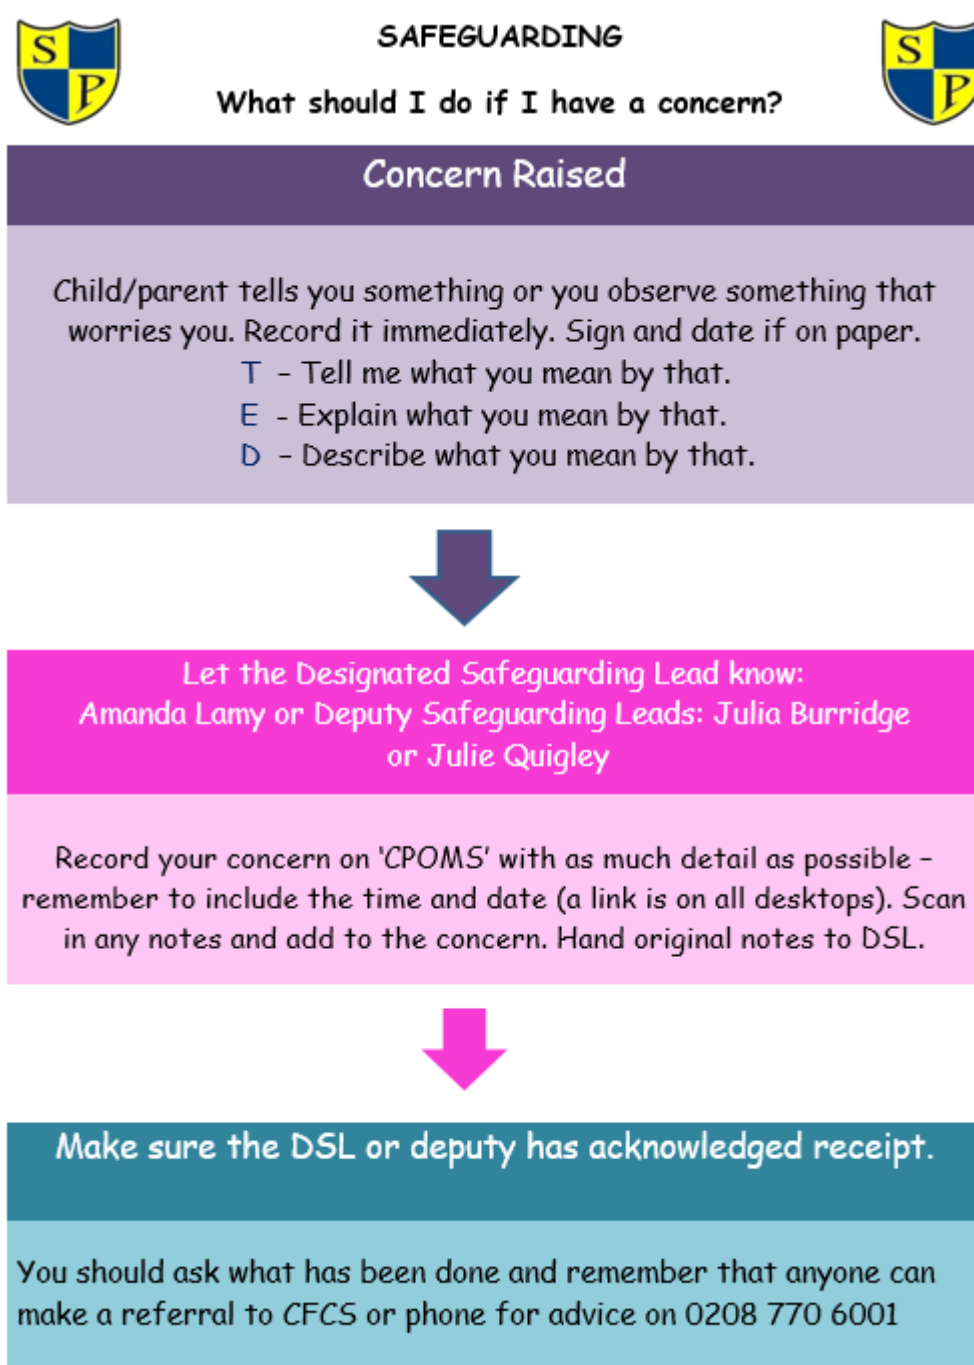 S P
SAFEGUARDING
S P
What should I do if I have a concern?
Concern Raised
Child/parent tells you something or you observe something that
worries you. Record it immediately. Sign and date if on paper.
T – Tell me what you mean by that.
E - Explain what you mean by that.
D – Describe what you mean by that.
Let the Designated Safeguarding Lead know:
Amanda Lamy or Deputy Safeguarding Leads: Julia Burridge
or Julie Quigley
Record your concern on ‘CPOMS’ with as much detail as possible –
remember to include the time and date (a link is on all desktops). Scan
in any notes and add to the concern. Hand original notes to DSL.
Make sure the DSL or deputy has acknowledged receipt.
You should ask what has been done and remember that anyone can
make a referral to CFCS or phone for advice on 0208 770 6001